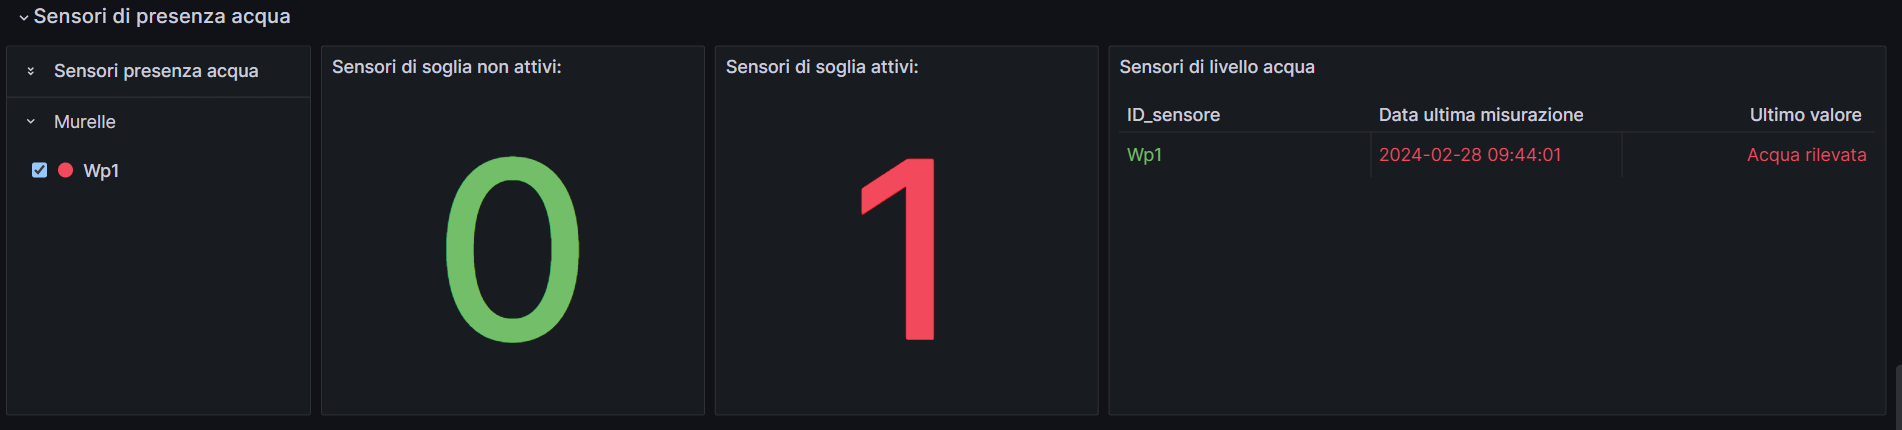 Sensori di presenza acqua
Sensori presenza acqua
Murelle
Wp1
Sensori di soglia non attivi:
0
Sensori di soglia attivi:
1
Sensori di livello acqua
ID_sensore Data ultima misurazione Ultimo valore
Wp1 2024-02-28 09:44:01 Acqua rilevata